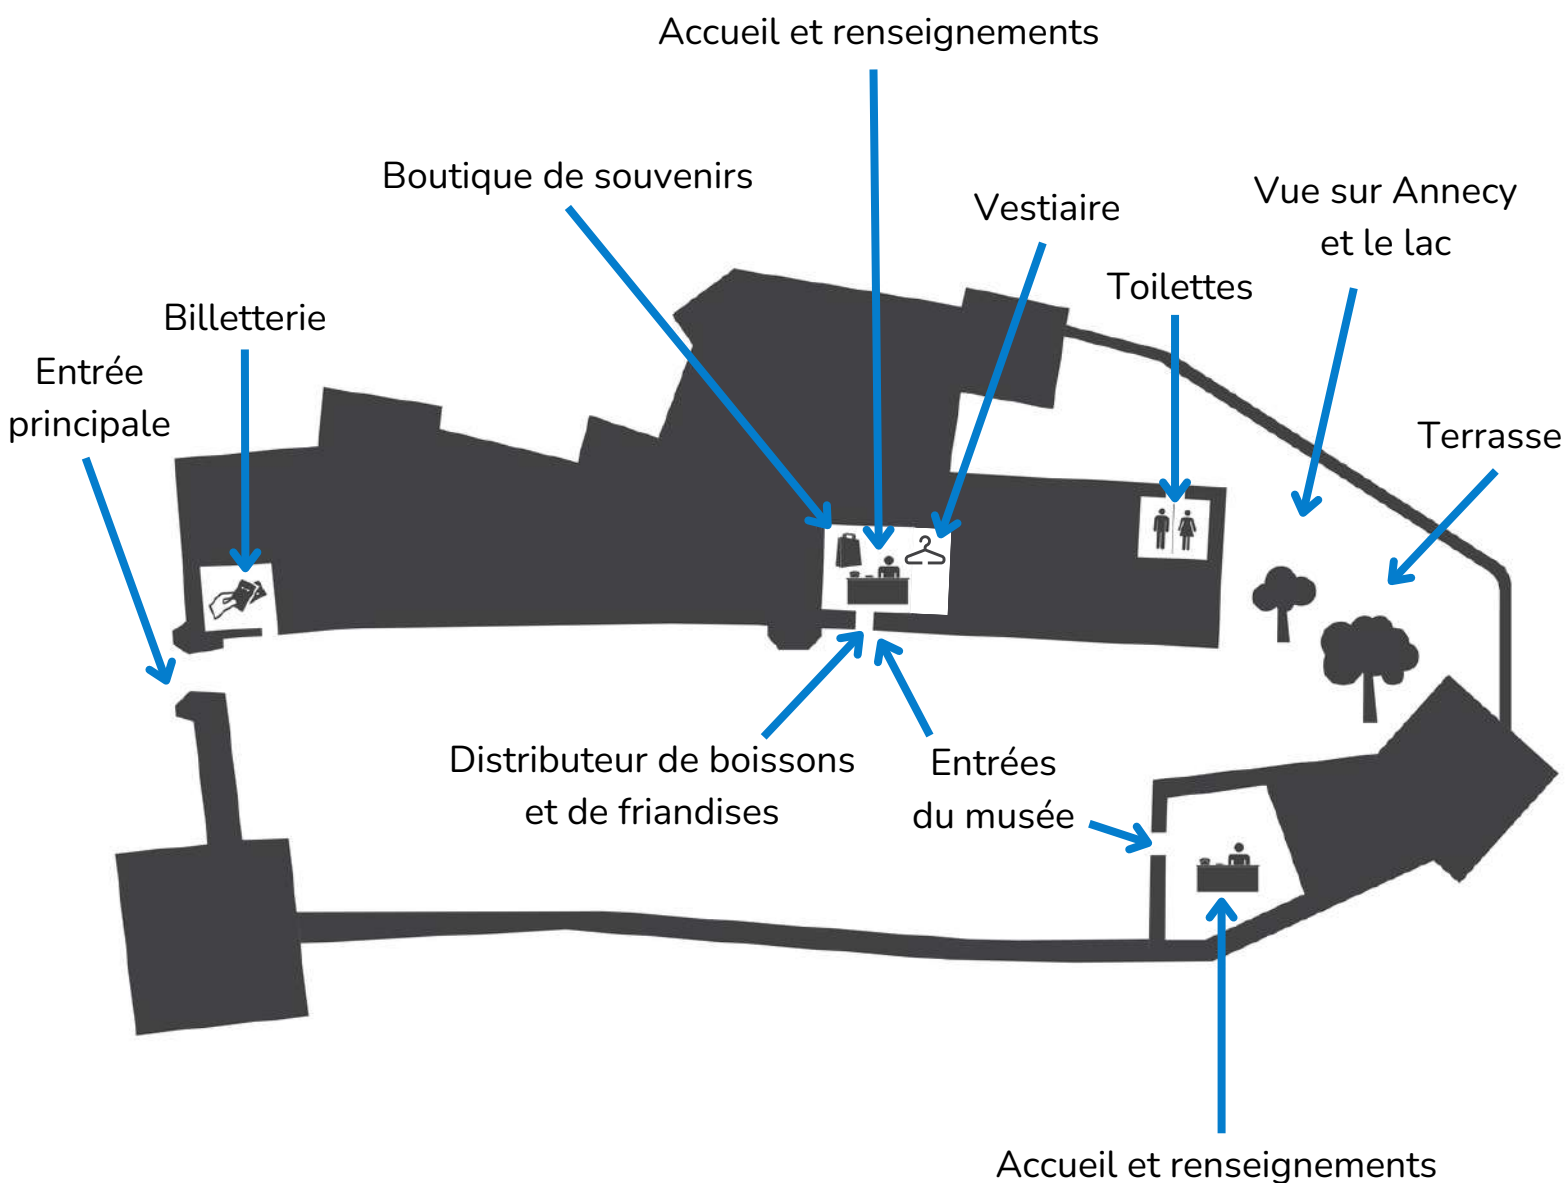 Accueil et renseignements
Boutique de souvenirs
Vestiaire
Vue sur Annecy
et le lac
Toilettes
Billetterie
Entrée
principale
Terrasse
Distributeur de boissons
et de friandises
Entrées
du musée
Accueil et renseignements